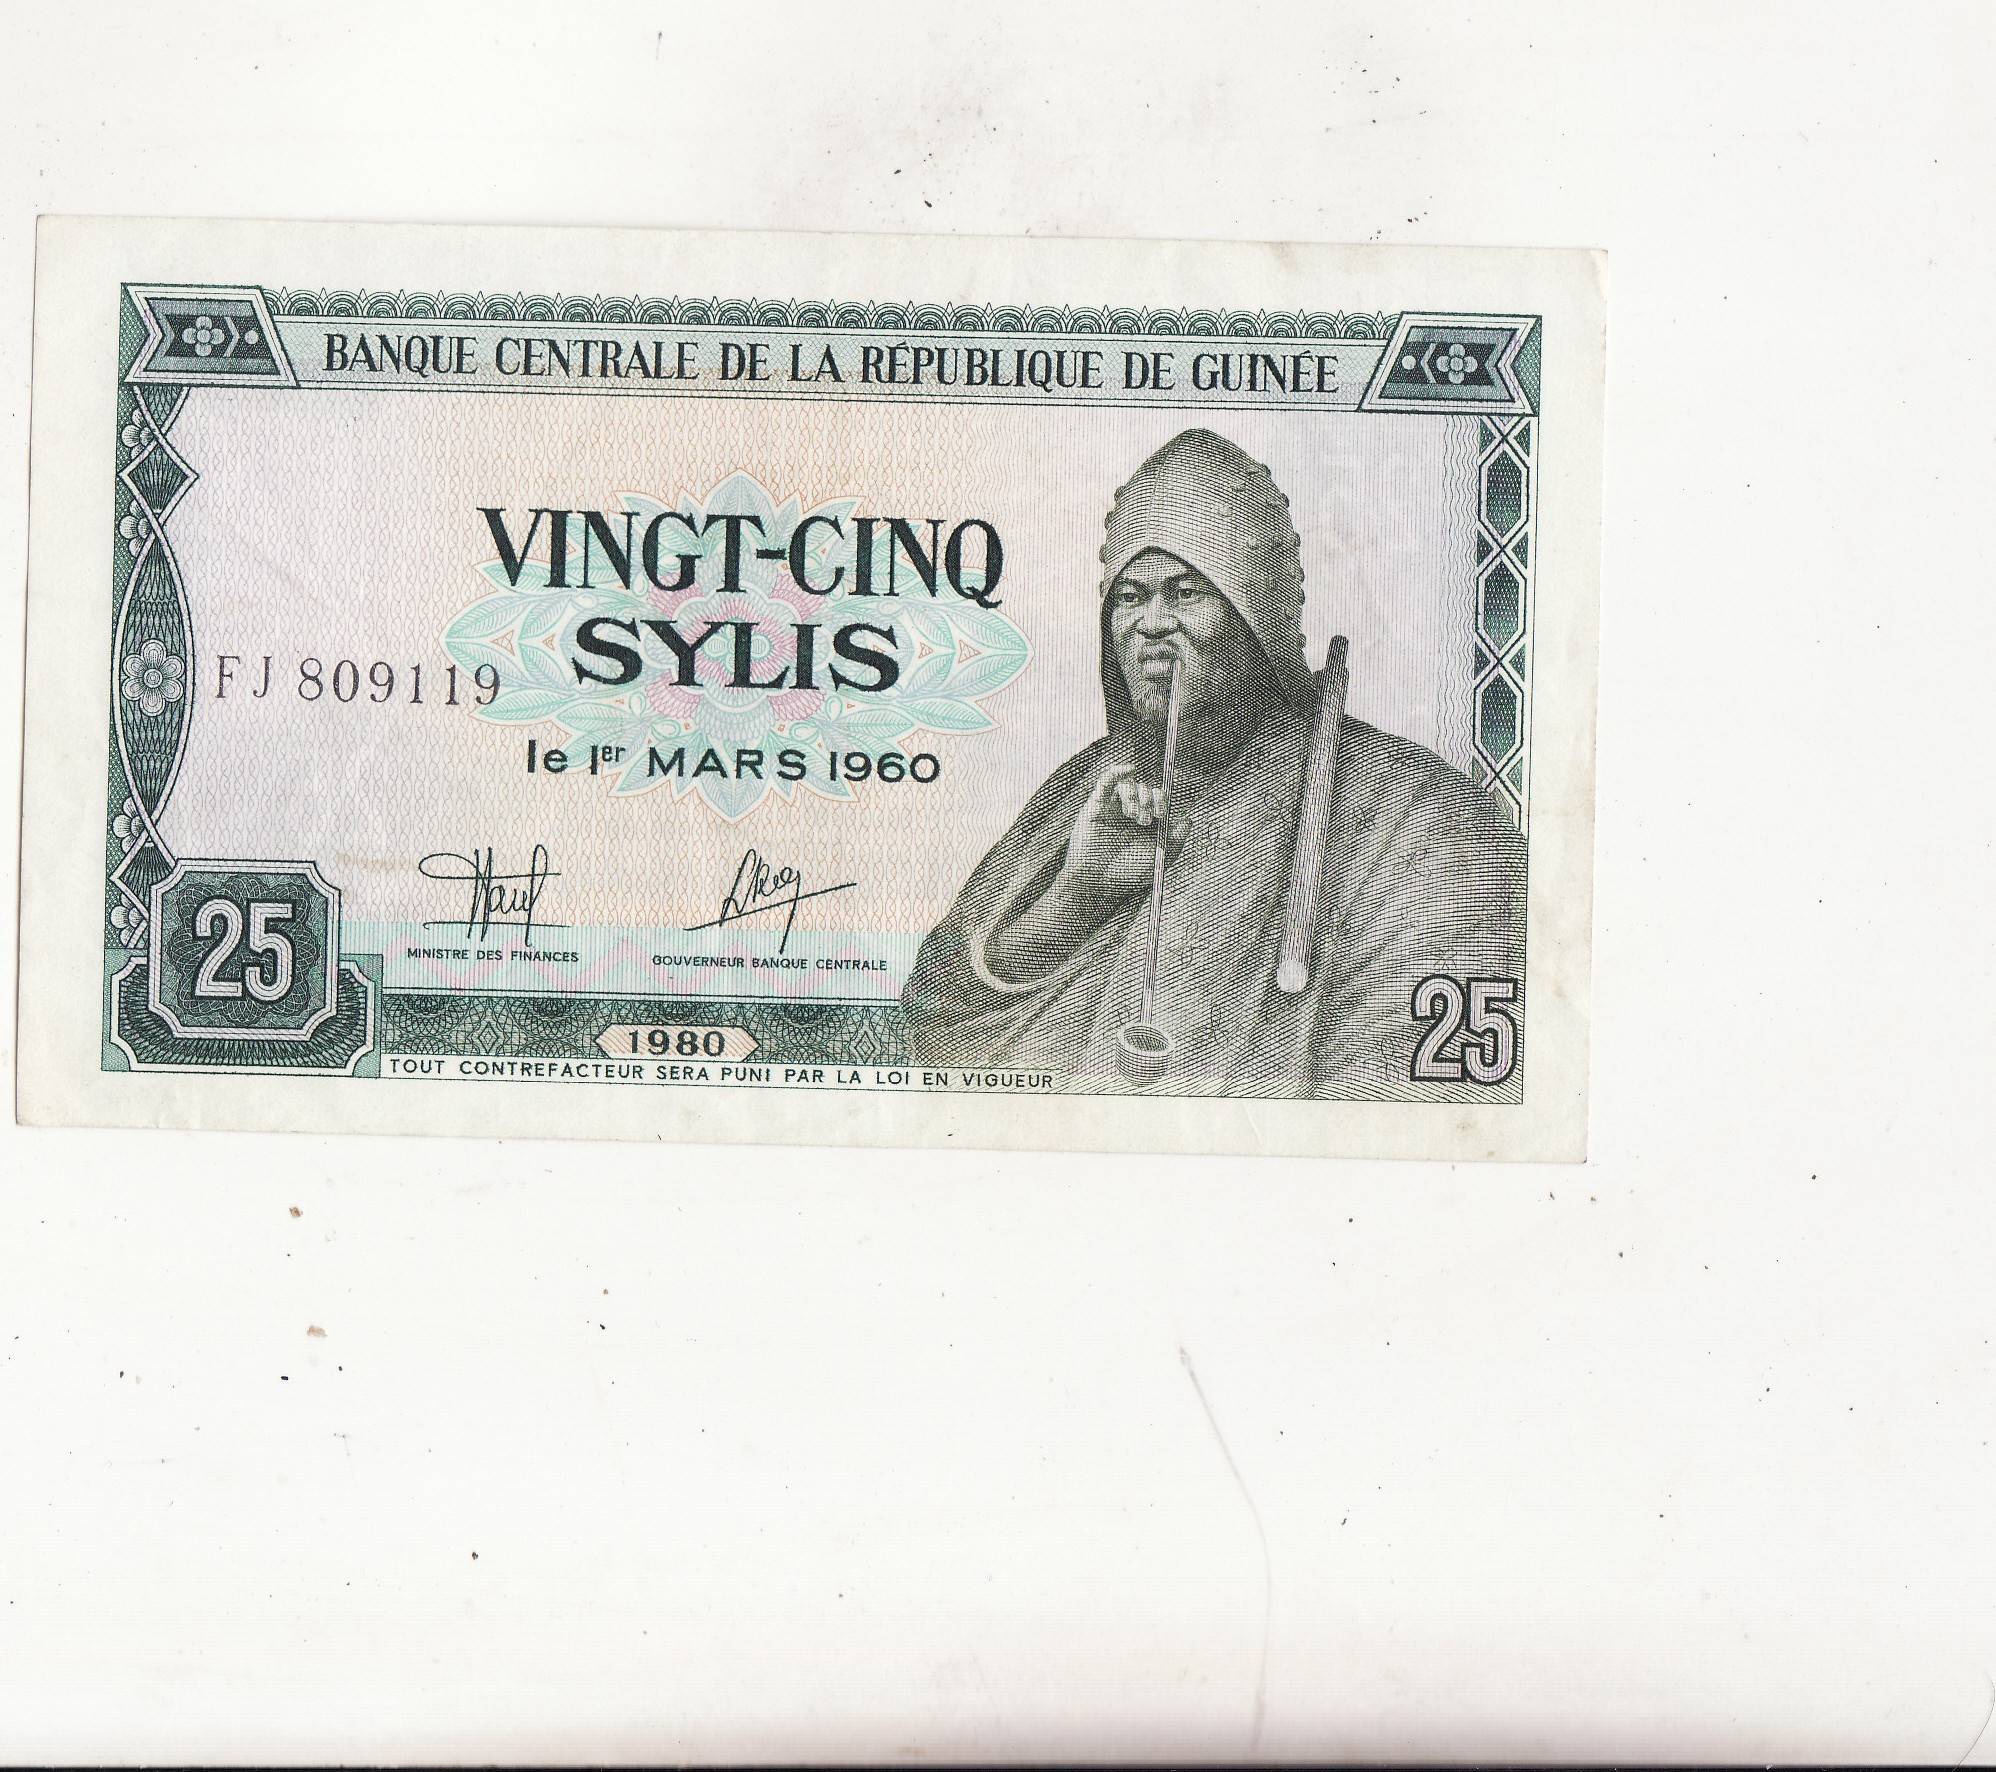 BANQUE CENTRALE DE LA RÉPUBLIQUE DE GUINÉE
VINGT-CINQ
SYLIS
FJ 809119
le 1er MARS 1960
MINISTRE DES FINANCES
GOUVERNEUR BANQUE CENTRALE
25
25
1980
TOUT CONTREFACTEUR SERA PUNI PAR LA LOI EN VIGUEUR